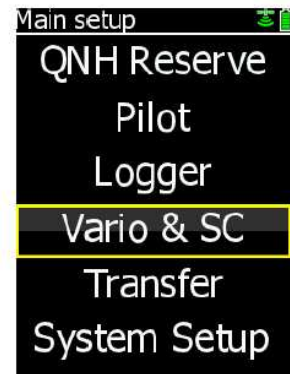 Main setup
QNH Reserve
Pilot
Logger
Vario & SC
Transfer
System Setup